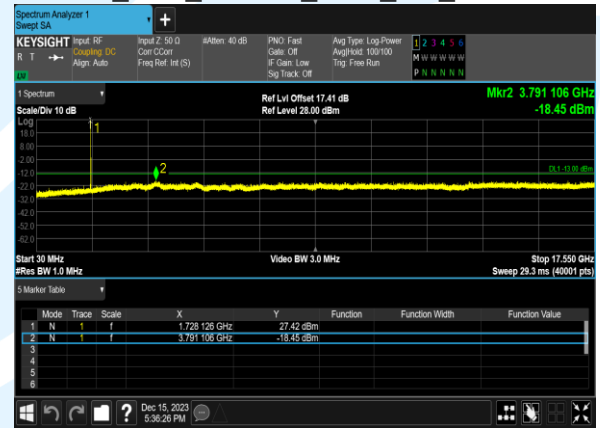 Spectrum Analyzer 1
Swept SA
+
KEYSIGHT Input: RF Input Z: 50 Ω #Atten: 40 dB PNO: Fast Avg Type: Log-Power 1 2 3 4 5 6
R T Coupling: DC Corr CCorr Gate: Off Avg|Hold: 100/100 M W W W W W
Align: Auto Freq Ref: Int (S) IF Gain: Low Trig: Free Run P N N N N N
Sig Track: Off
LV
1 Spectrum Ref Lvl Offset 17.41 dB Mkr2 3.791 106 GHz
Scale/Div 10 dB Ref Level 28.00 dBm -18.45 dBm
Log
18.0
8.00
-2.00
-12.0
-22.0
-32.0
-42.0
-52.0
-62.0
1
2
DL1 -13.00 dBm
Start 30 MHz Video BW 3.0 MHz Stop 17.550 GHz
#Res BW 1.0 MHz Sweep 29.3 ms (40001 pts)
5 Marker Table
Mode Trace Scale X Y Function Function Width Function Value
1 N 1 f 1.728 126 GHz 27.42 dBm
2 N 1 f 3.791 106 GHz -18.45 dBm
3
4
5
6
? Dec 15, 2023
5:36:26 PM